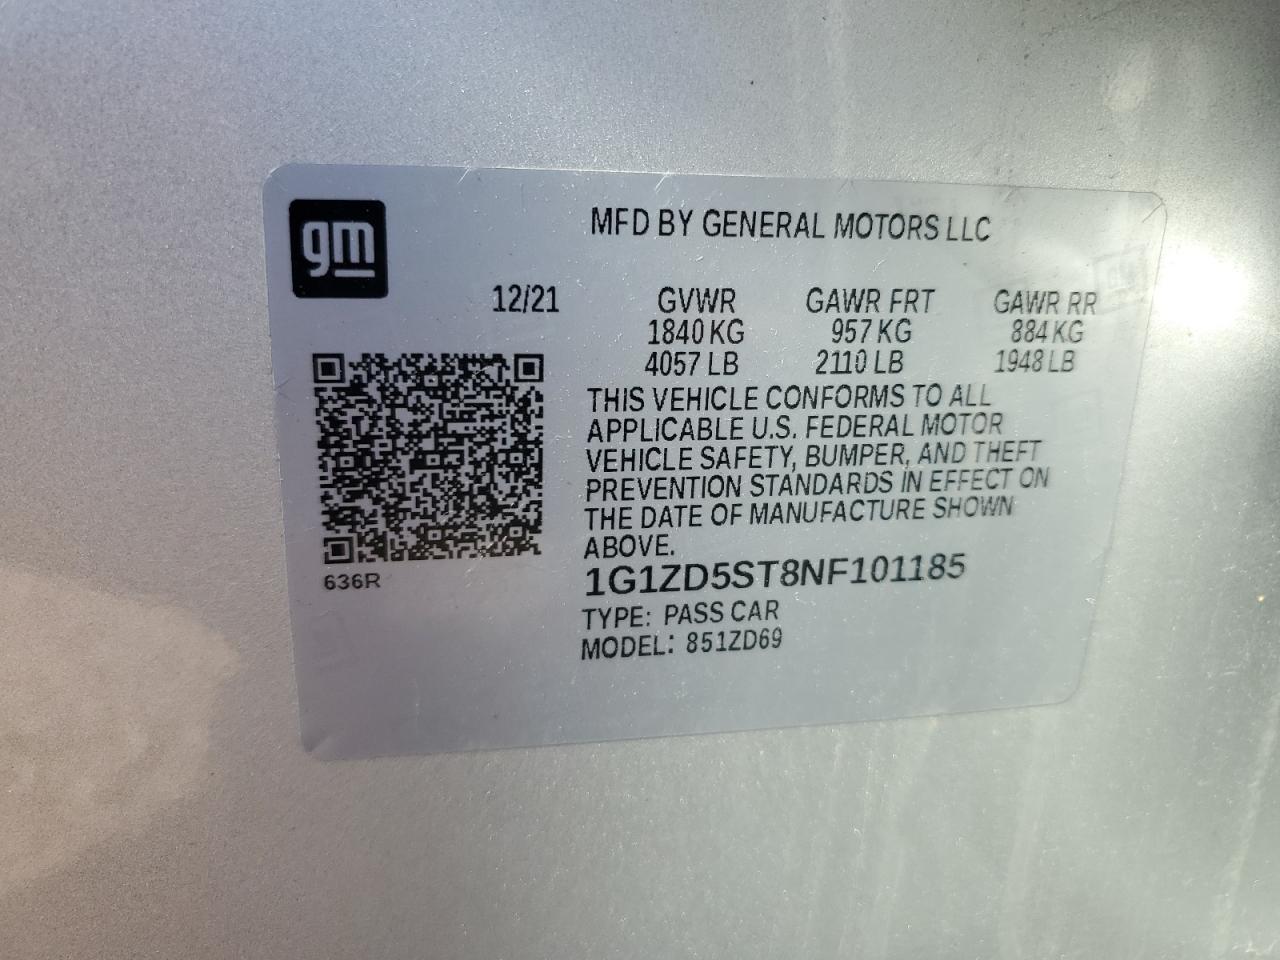 gm
MFD BY GENERAL MOTORS LLC
12/21 GVWR GAWR FRT GAWR RR
1840 KG 957 KG 884 KG
4057 LB 2110 LB 1948 LB
THIS VEHICLE CONFORMS TO ALL
APPLICABLE U.S. FEDERAL MOTOR
VEHICLE SAFETY, BUMPER, AND THEFT
PREVENTION STANDARDS IN EFFECT ON
THE DATE OF MANUFACTURE SHOWN
ABOVE.
636R
1G1ZD5ST8NF101185
TYPE: PASS CAR
MODEL: 851ZD69